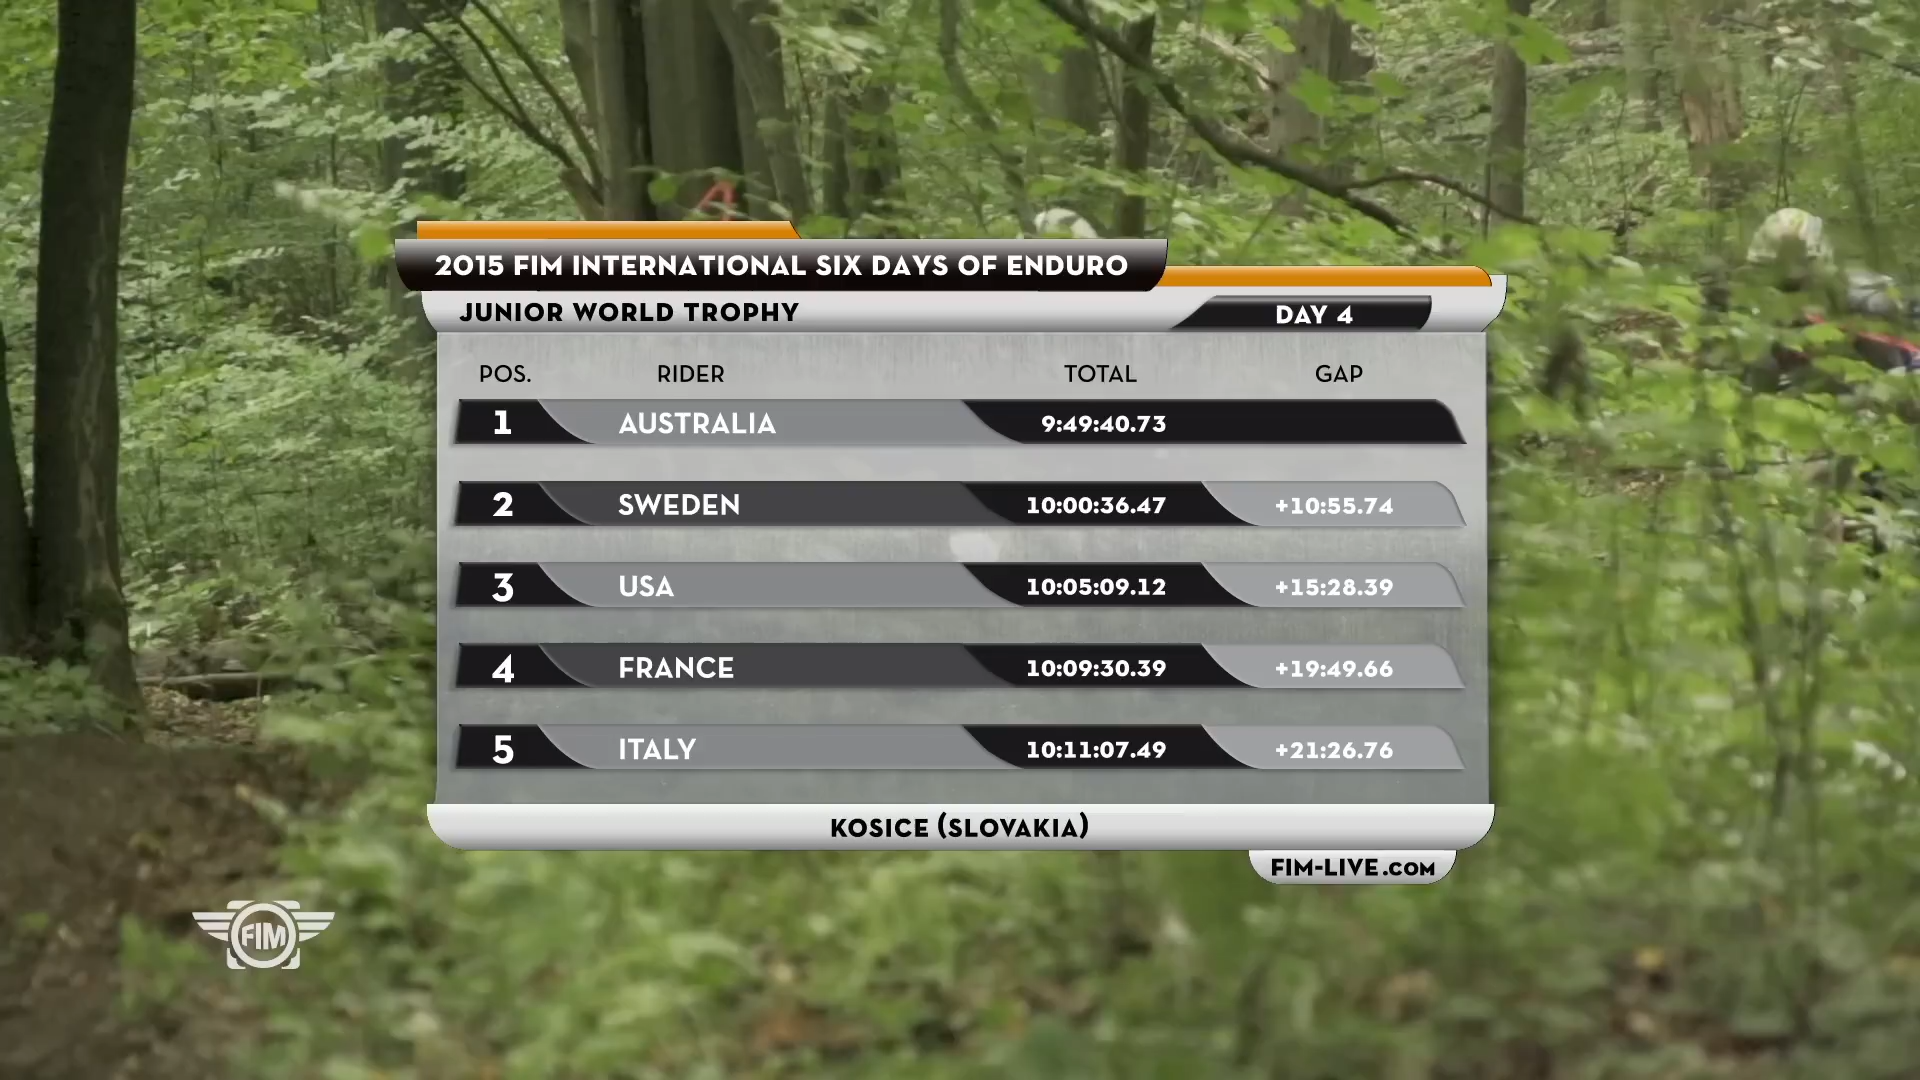 2015 FIM INTERNATIONAL SIX DAYS OF ENDURO
JUNIOR WORLD TROPHY DAY 4
POS. RIDER TOTAL GAP
1 AUSTRALIA 9:49:40.73
2 SWEDEN 10:00:36.47 +10:55.74
3 USA 10:05:09.12 +15:28.39
4 FRANCE 10:09:30.39 +19:49.66
5 ITALY 10:11:07.49 +21:26.76
KOSICE (SLOVAKIA)
FIM-LIVE.COM
FIM